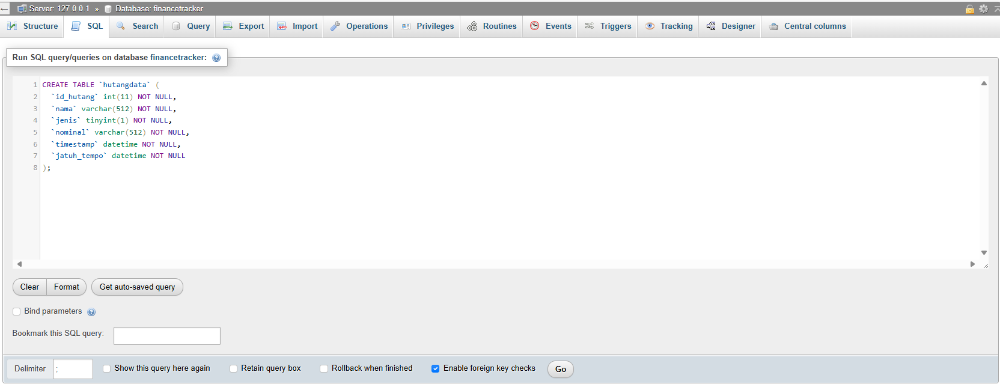 Server: 127.0.0.1 » Database: financetracker
Structure SQL Search Query Export Import Operations Privileges Routines Events Triggers Tracking Designer Central columns
Run SQL query/queries on database financetracker:
1 CREATE TABLE `hutangdata` (
2 `id_hutang` int(11) NOT NULL,
3 `nama` varchar(512) NOT NULL,
4 `jenis` tinyint(1) NOT NULL,
5 `nominal` varchar(512) NOT NULL,
6 `timestamp` datetime NOT NULL,
7 `jatuh_tempo` datetime NOT NULL
8 );
Clear Format Get auto-saved query
Bind parameters
Bookmark this SQL query:
Delimiter ; Show this query here again Retain query box Rollback when finished Enable foreign key checks Go